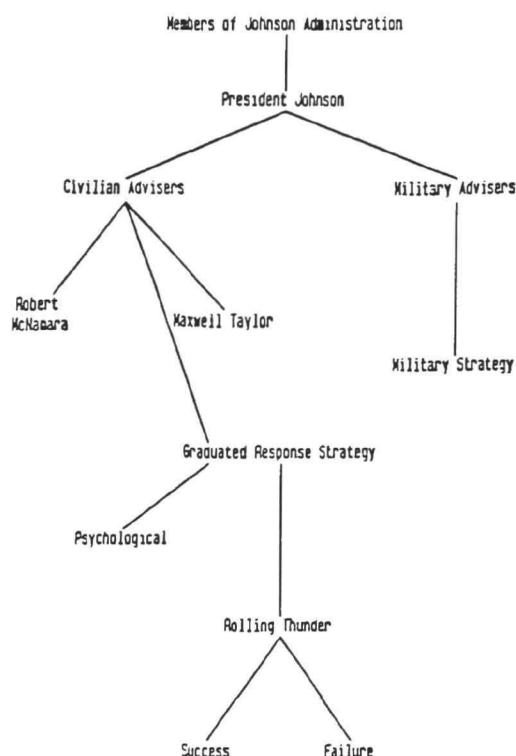 Members of Johnson Administration
President Johnson
Civilian Advisers
Military Advisers
Robert
McNamara
Maxwell Taylor
Military Strategy
Graduated Response Strategy
Psychological
Rolling Thunder
Success
Failure